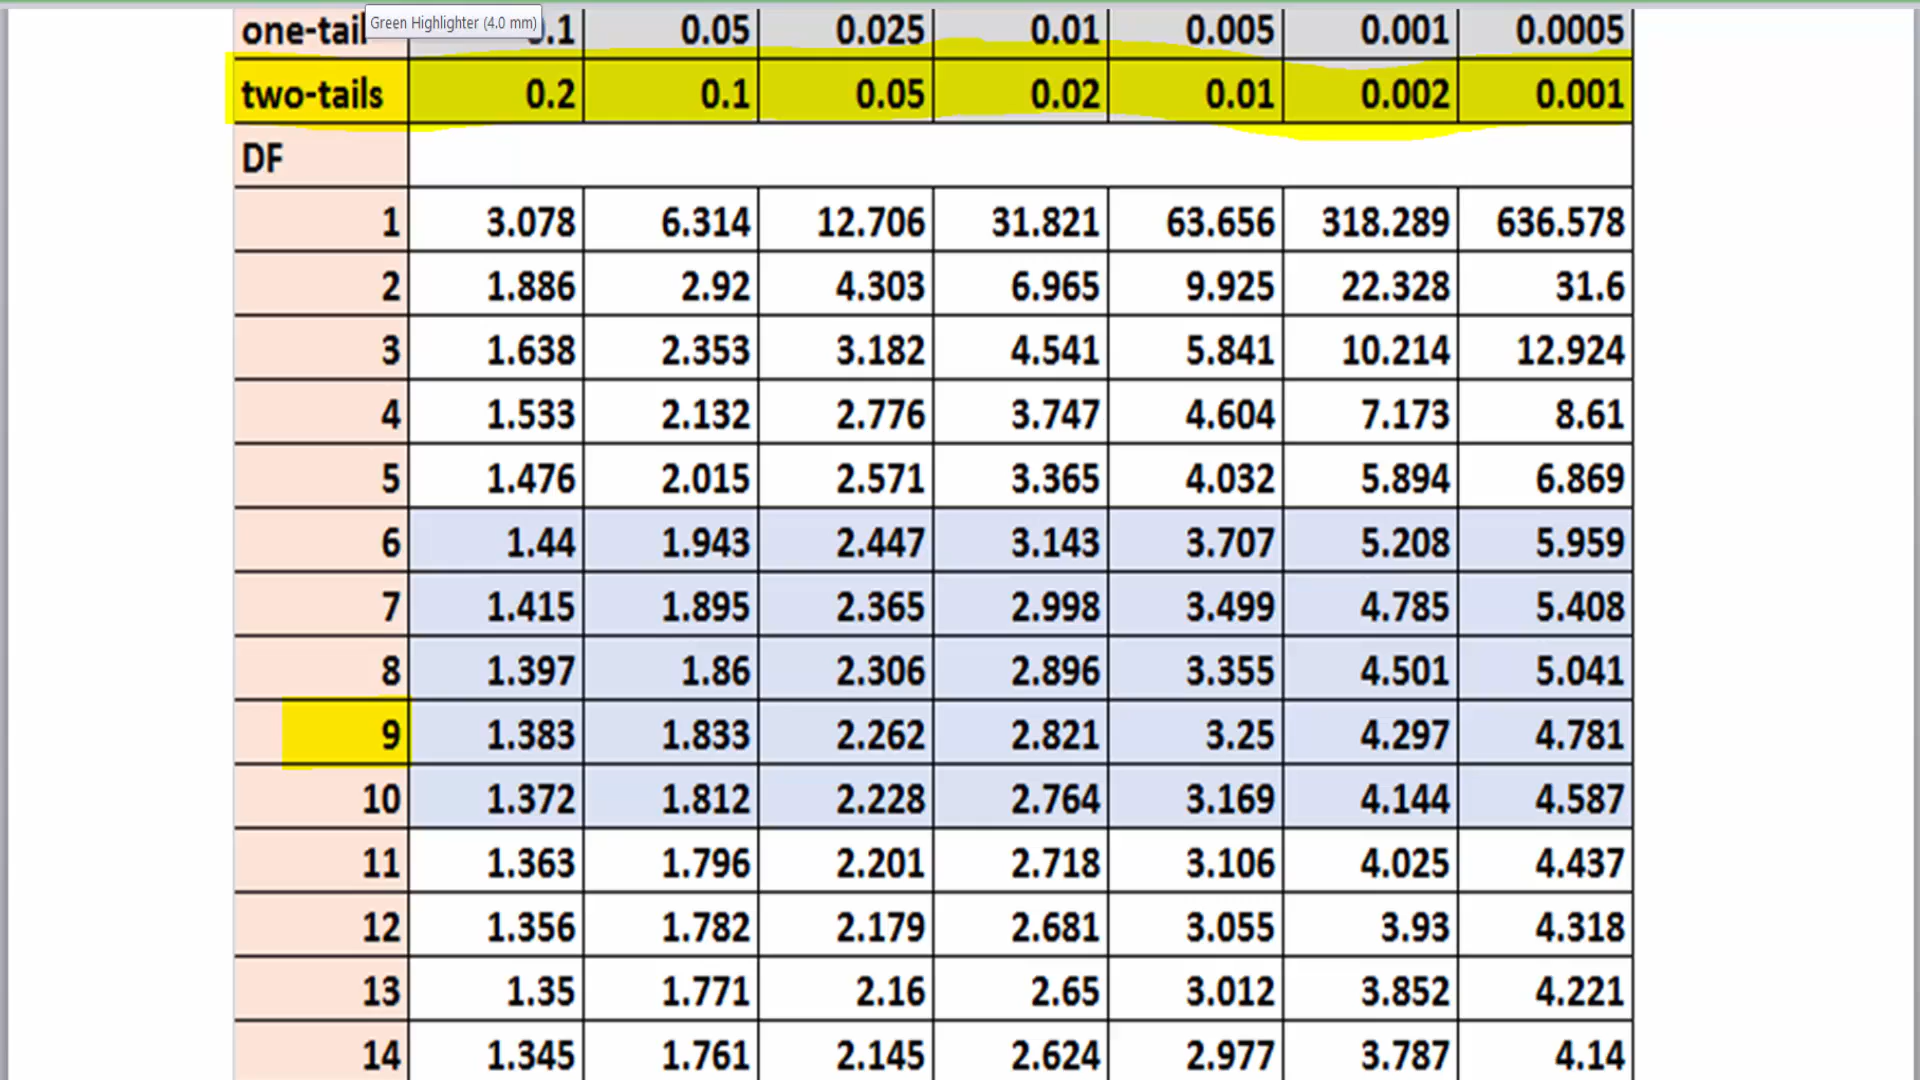 Green Highlighter (4.0 mm)
one-tail .1 0.05 0.025 0.01 0.005 0.001 0.0005
two-tails 0.2 0.1 0.05 0.02 0.01 0.002 0.001
DF
1 3.078 6.314 12.706 31.821 63.656 318.289 636.578
2 1.886 2.92 4.303 6.965 9.925 22.328 31.6
3 1.638 2.353 3.182 4.541 5.841 10.214 12.924
4 1.533 2.132 2.776 3.747 4.604 7.173 8.61
5 1.476 2.015 2.571 3.365 4.032 5.894 6.869
6 1.44 1.943 2.447 3.143 3.707 5.208 5.959
7 1.415 1.895 2.365 2.998 3.499 4.785 5.408
8 1.397 1.86 2.306 2.896 3.355 4.501 5.041
9 1.383 1.833 2.262 2.821 3.25 4.297 4.781
10 1.372 1.812 2.228 2.764 3.169 4.144 4.587
11 1.363 1.796 2.201 2.718 3.106 4.025 4.437
12 1.356 1.782 2.179 2.681 3.055 3.93 4.318
13 1.35 1.771 2.16 2.65 3.012 3.852 4.221
14 1.345 1.761 2.145 2.624 2.977 3.787 4.14